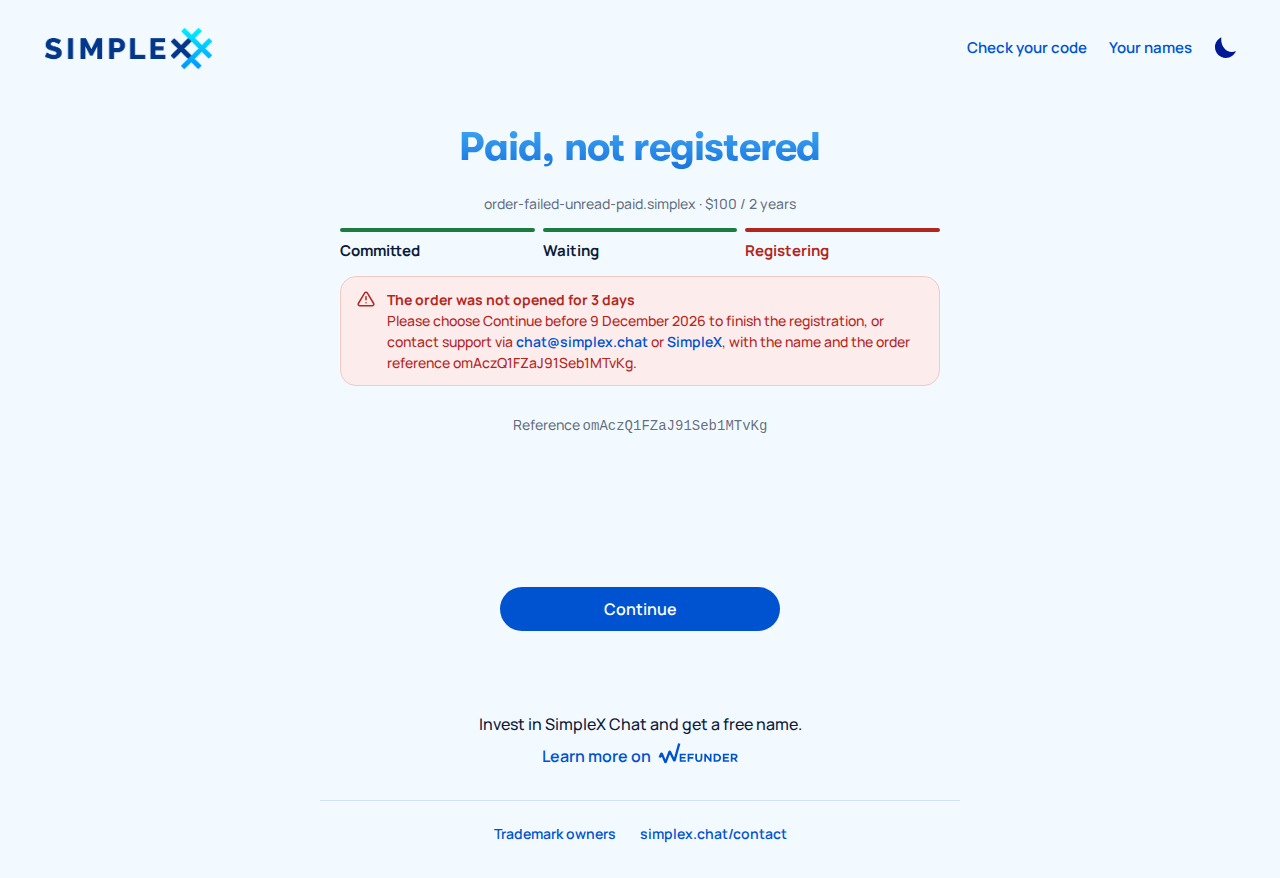 SIMPLEX
Check your code
Your names
Paid, not registered
order-failed-unread-paid.simplex · $100 / 2 years
Committed
Waiting
Registering
The order was not opened for 3 days
Please choose Continue before 9 December 2026 to finish the registration, or
contact support via chat@simplex.chat or SimpleX, with the name and the order
reference omAczQ1FZaJ91Seb1MTvKg.
Reference omAczQ1FZaJ91Seb1MTvKg
Continue
Invest in SimpleX Chat and get a free name.
Learn more on WEFUNDER
Trademark owners
simplex.chat/contact